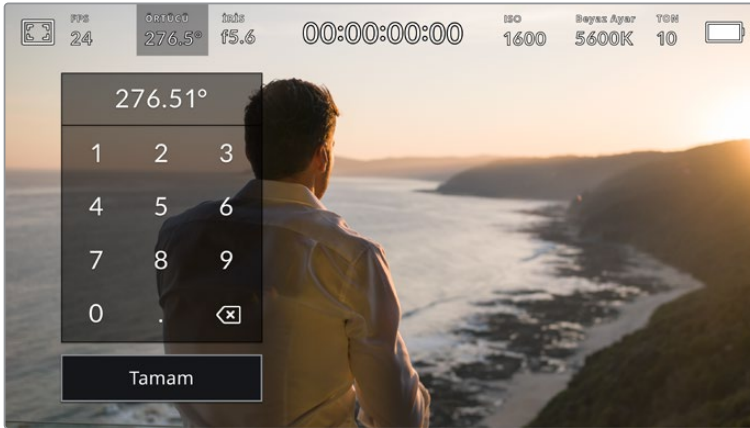 FPS ÖRTÜCÜ İRİS ISO Beyaz Ayar TON
24 276.5° f5.6 00:00:00:00 1600 5600K 10
276.51°
1 2 3
4 5 6
7 8 9
0 .
Tamam